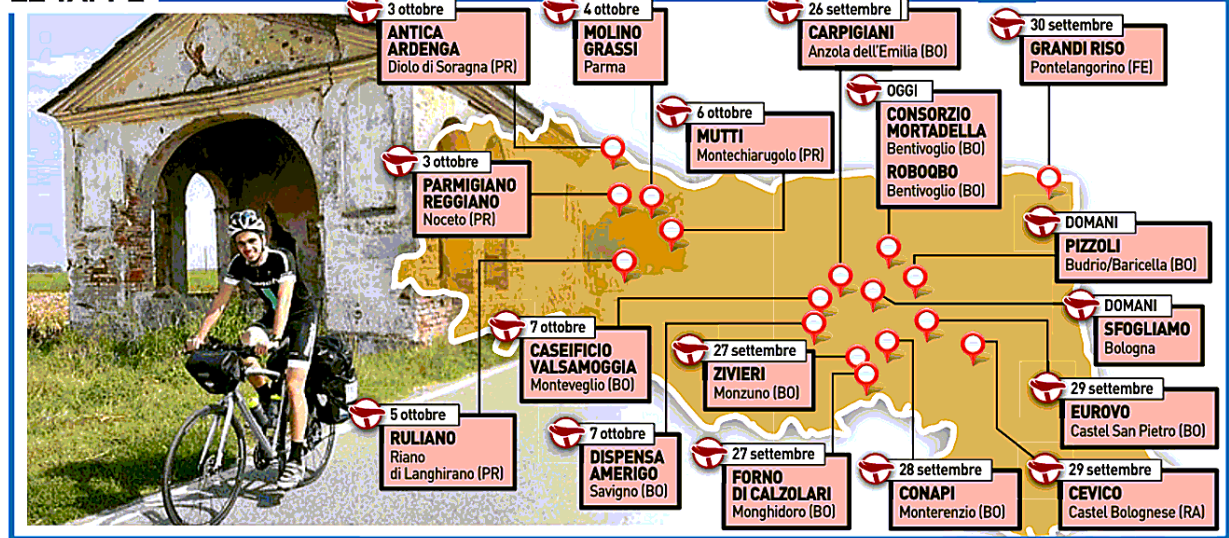 LE TAPPE
3 ottobre
ANTICA
ARDENGA
Diolo di Soragna (PR)
4 ottobre
MOLINO
GRASSI
Parma
26 settembre
CARPIGIANI
Anzola dell'Emilia (BO)
30 settembre
GRANDI RISO
Pontelangorino (FE)
OGGI
CONSORZIO
MORTADELLA
Bentivoglio (BO)
ROBOQBO
Bentivoglio (BO)
6 ottobre
MUTTI
Montechiarugolo (PR)
3 ottobre
PARMIGIANO
REGGIANO
Noceto (PR)
DOMANI
PIZZOLI
Budrio/Baricella (BO)
DOMANI
SFOGLIAMO
Bologna
7 ottobre
CASEIFICIO
VALSAMOGGIA
Monteveglio (BO)
27 settembre
ZIVIERI
Monzuno (BO)
29 settembre
EUROVO
Castel San Pietro (BO)
5 ottobre
RULIANO
Riano
di Langhirano (PR)
7 ottobre
DISPENSA
AMERIGO
Savigno (BO)
27 settembre
FORNO
DI CALZOLARI
Monghidoro (BO)
28 settembre
CONAPI
Monterenzio (BO)
29 settembre
CEVICO
Castel Bolognese (RA)